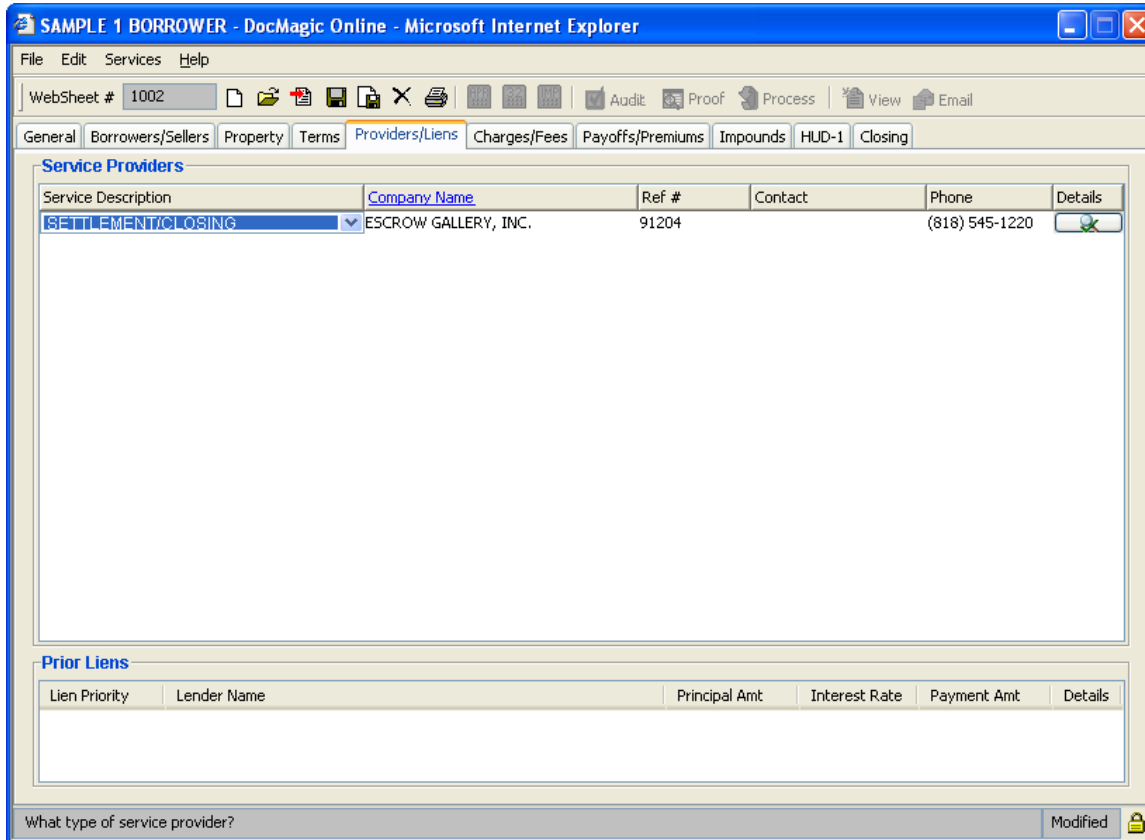 SAMPLE 1 BORROWER - DocMagic Online - Microsoft Internet Explorer
File Edit Services Help
WebSheet # 1002 Audit Proof Process View Email
General Borrowers/Sellers Property Terms Providers/Liens Charges/Fees Payoffs/Premiums Impounds HUD-1 Closing
Service Providers
Service Description Company Name Ref # Contact Phone Details
SETTLEMENT/CLOSING ESCROW GALLERY, INC. 91204 (818) 545-1220
Prior Liens
Lien Priority Lender Name Principal Amt Interest Rate Payment Amt Details
What type of service provider? Modified